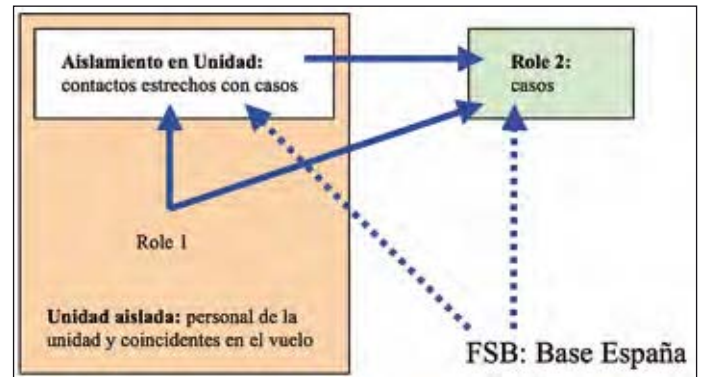 Aislamiento en Unidad:
contactos estrechos con casos
Role 2:
casos
Role 1
Unidad aislada: personal de la
unidad y coincidentes en el vuelo
FSB: Base España